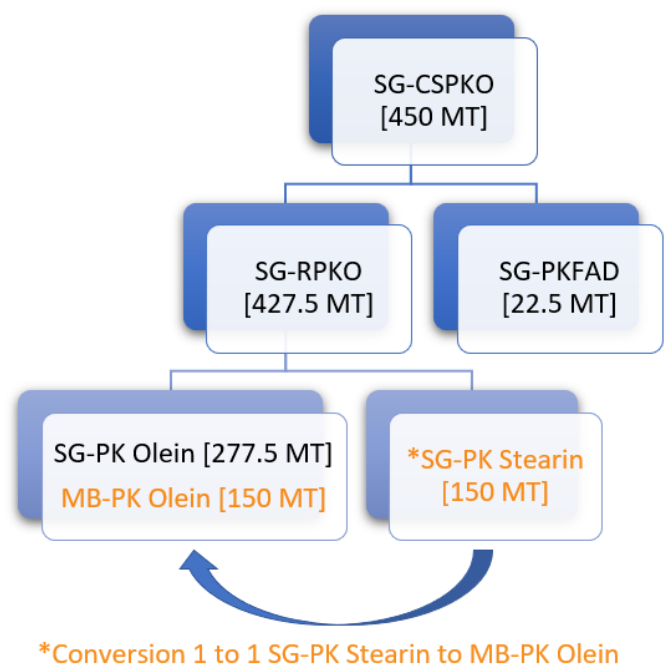 SG-CSPKO
[450 MT]
SG-RPKO
[427.5 MT]
SG-PKFAD
[22.5 MT]
SG-PK Olein [277.5 MT]
MB-PK Olein [150 MT]
*SG-PK Stearin
[150 MT]
*Conversion 1 to 1 SG-PK Stearin to MB-PK Olein